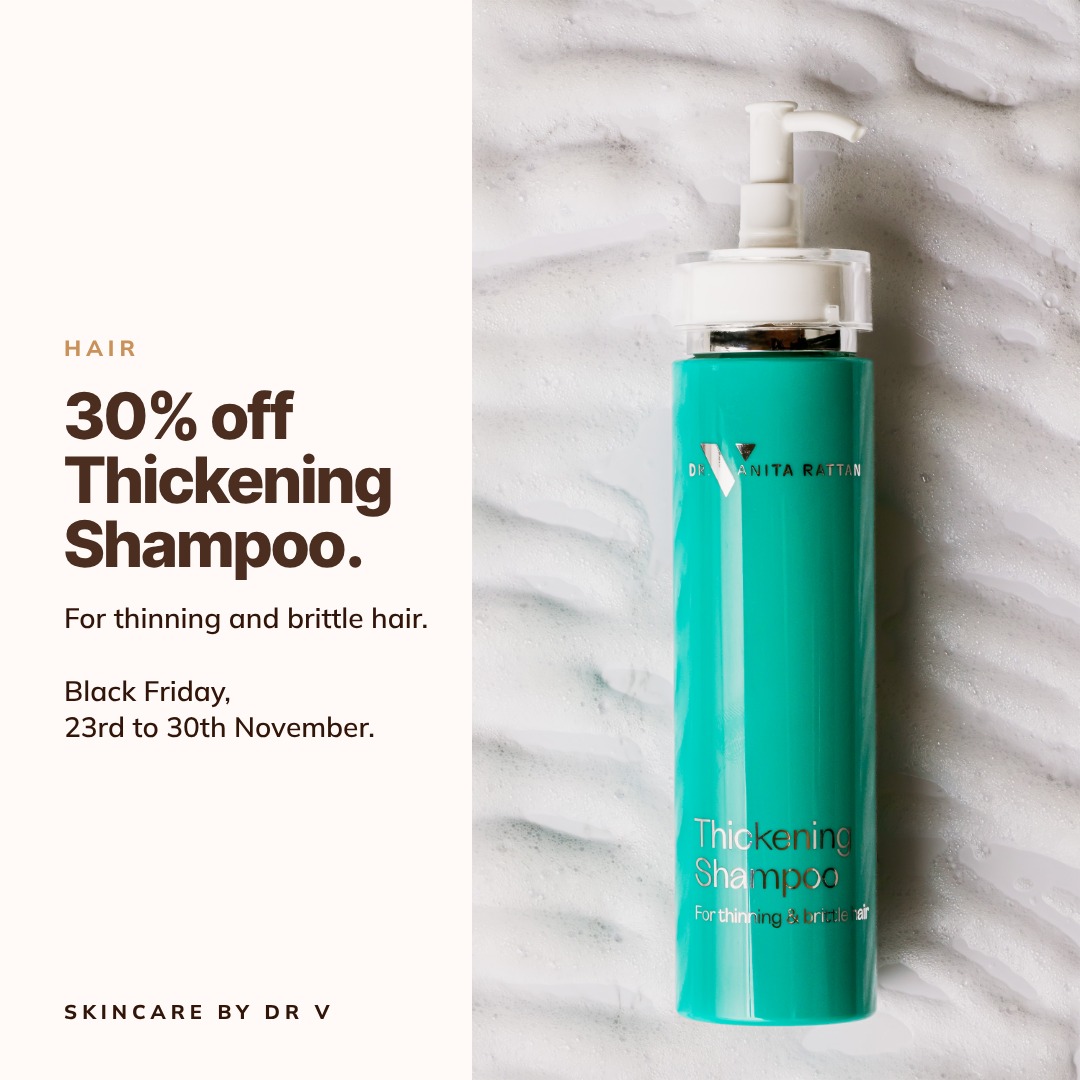 HAIR
30% off
Thickening
Shampoo.
For thinning and brittle hair.
Black Friday,
23rd to 30th November.
SKINCARE BY DR V
DR. VANITA RATTAN
Thickening
Shampoo
For thinning & brittle hair